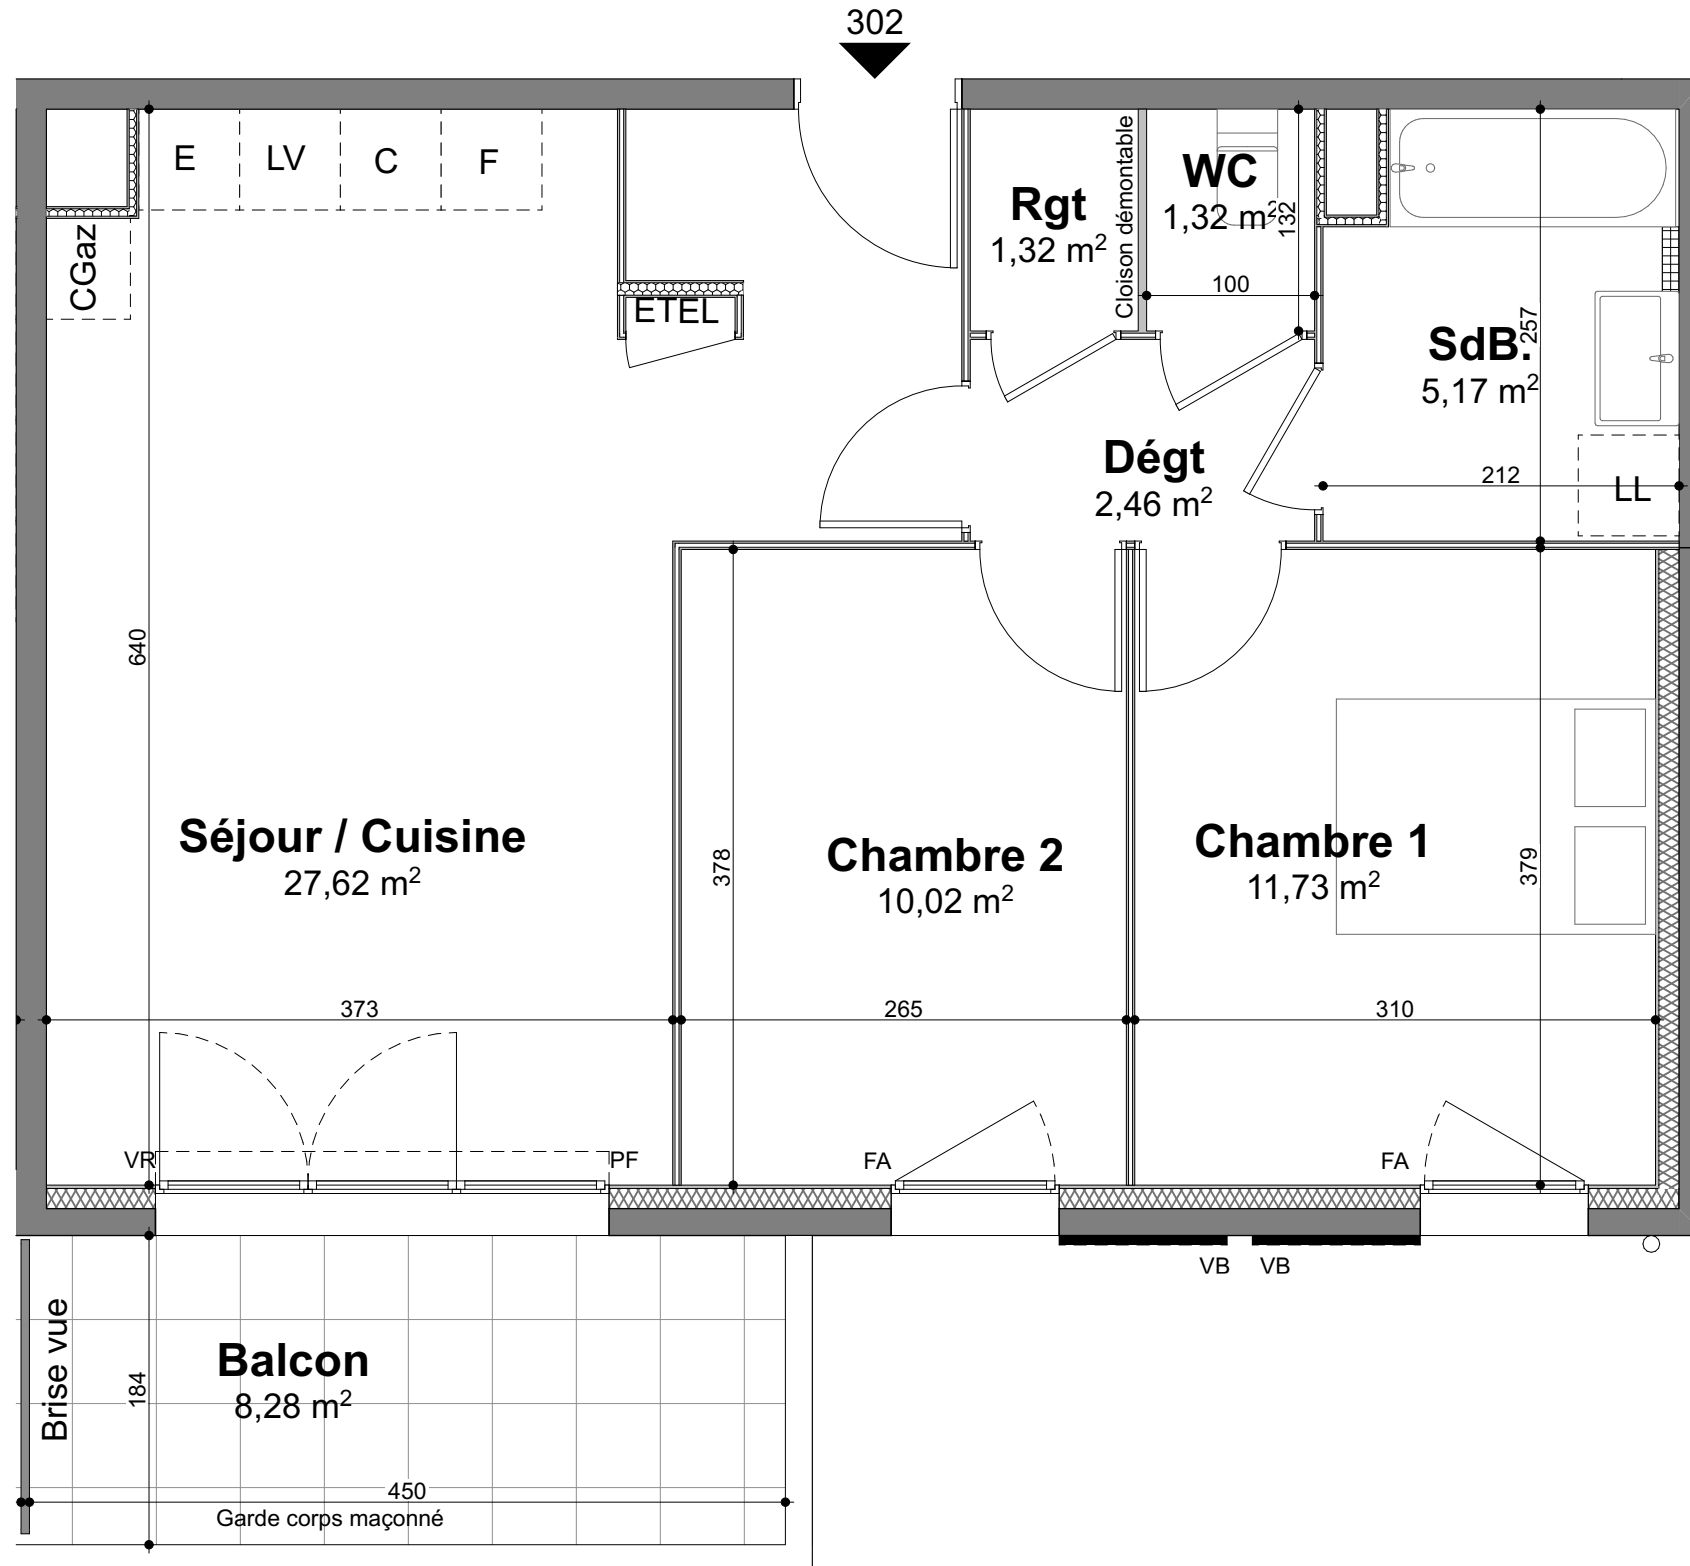 302
E
LV
C
F
CGaz
ETEL
Rgt
1,32 m²
Cloison démontable
WC
1,32 m²
132
100
SdB.
5,17 m²
257
212
LL
Dégt
2,46 m²
640
Séjour / Cuisine
27,62 m²
378
Chambre 2
10,02 m²
Chambre 1
11,73 m²
379
373
265
310
VR
PF
FA
FA
VB
VB
Brise vue
184
Balcon
8,28 m²
450
Garde corps maçonné